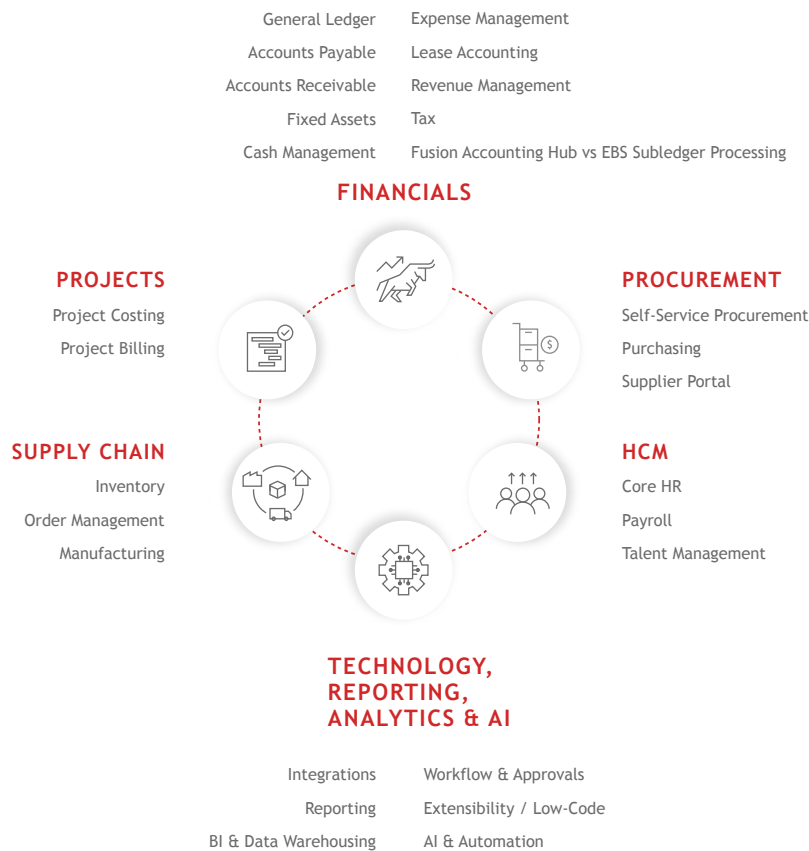 General Ledger
Accounts Payable
Accounts Receivable
Fixed Assets
Cash Management
Expense Management
Lease Accounting
Revenue Management
Tax
Fusion Accounting Hub vs EBS Subledger Processing
FINANCIALS
PROJECTS
Project Costing
Project Billing
PROCUREMENT
Self-Service Procurement
Purchasing
Supplier Portal
$
SUPPLY CHAIN
Inventory
Order Management
Manufacturing
HCM
Core HR
Payroll
Talent Management
TECHNOLOGY,
REPORTING,
ANALYTICS & AI
Integrations
Reporting
BI & Data Warehousing
Workflow & Approvals
Extensibility / Low-Code
AI & Automation